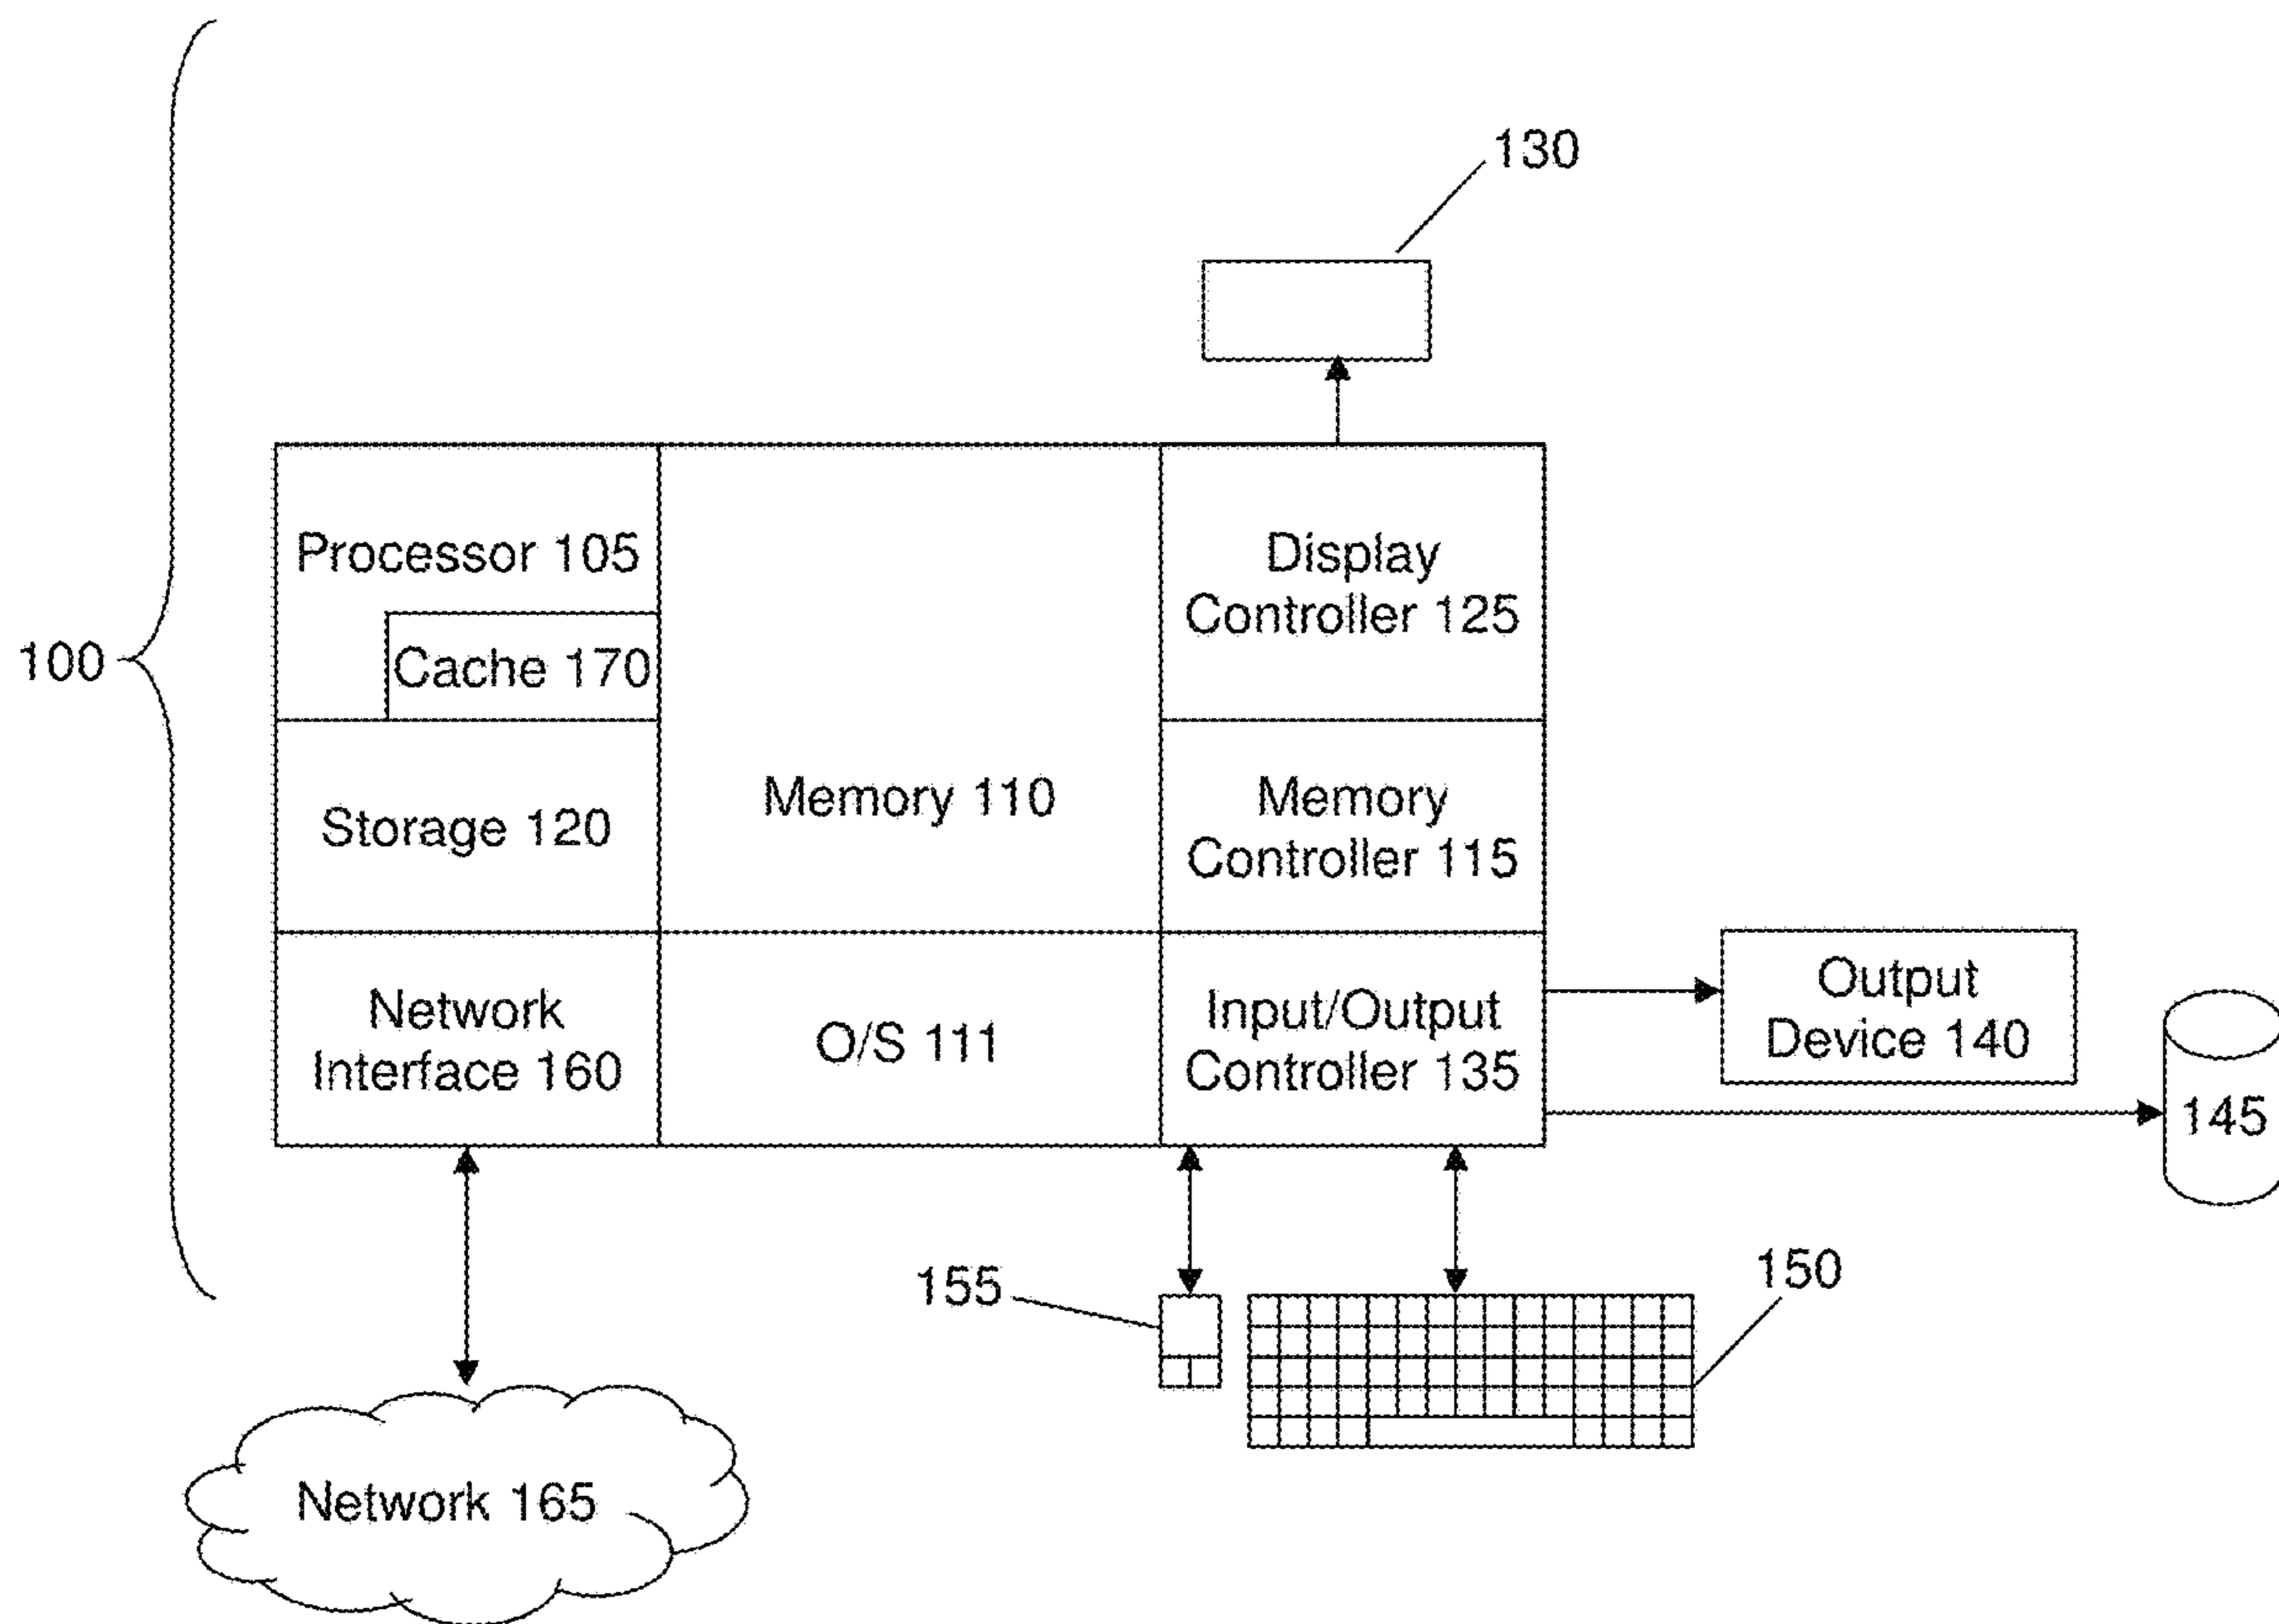 130
Processor 105
Display
Controller 125
Cache 170
100
Memory 110
Storage 120
Memory
Controller 115
Network
Interface 160
O/S 111
Input/Output
Controller 135
Output
Device 140
145
155
150
Network 165